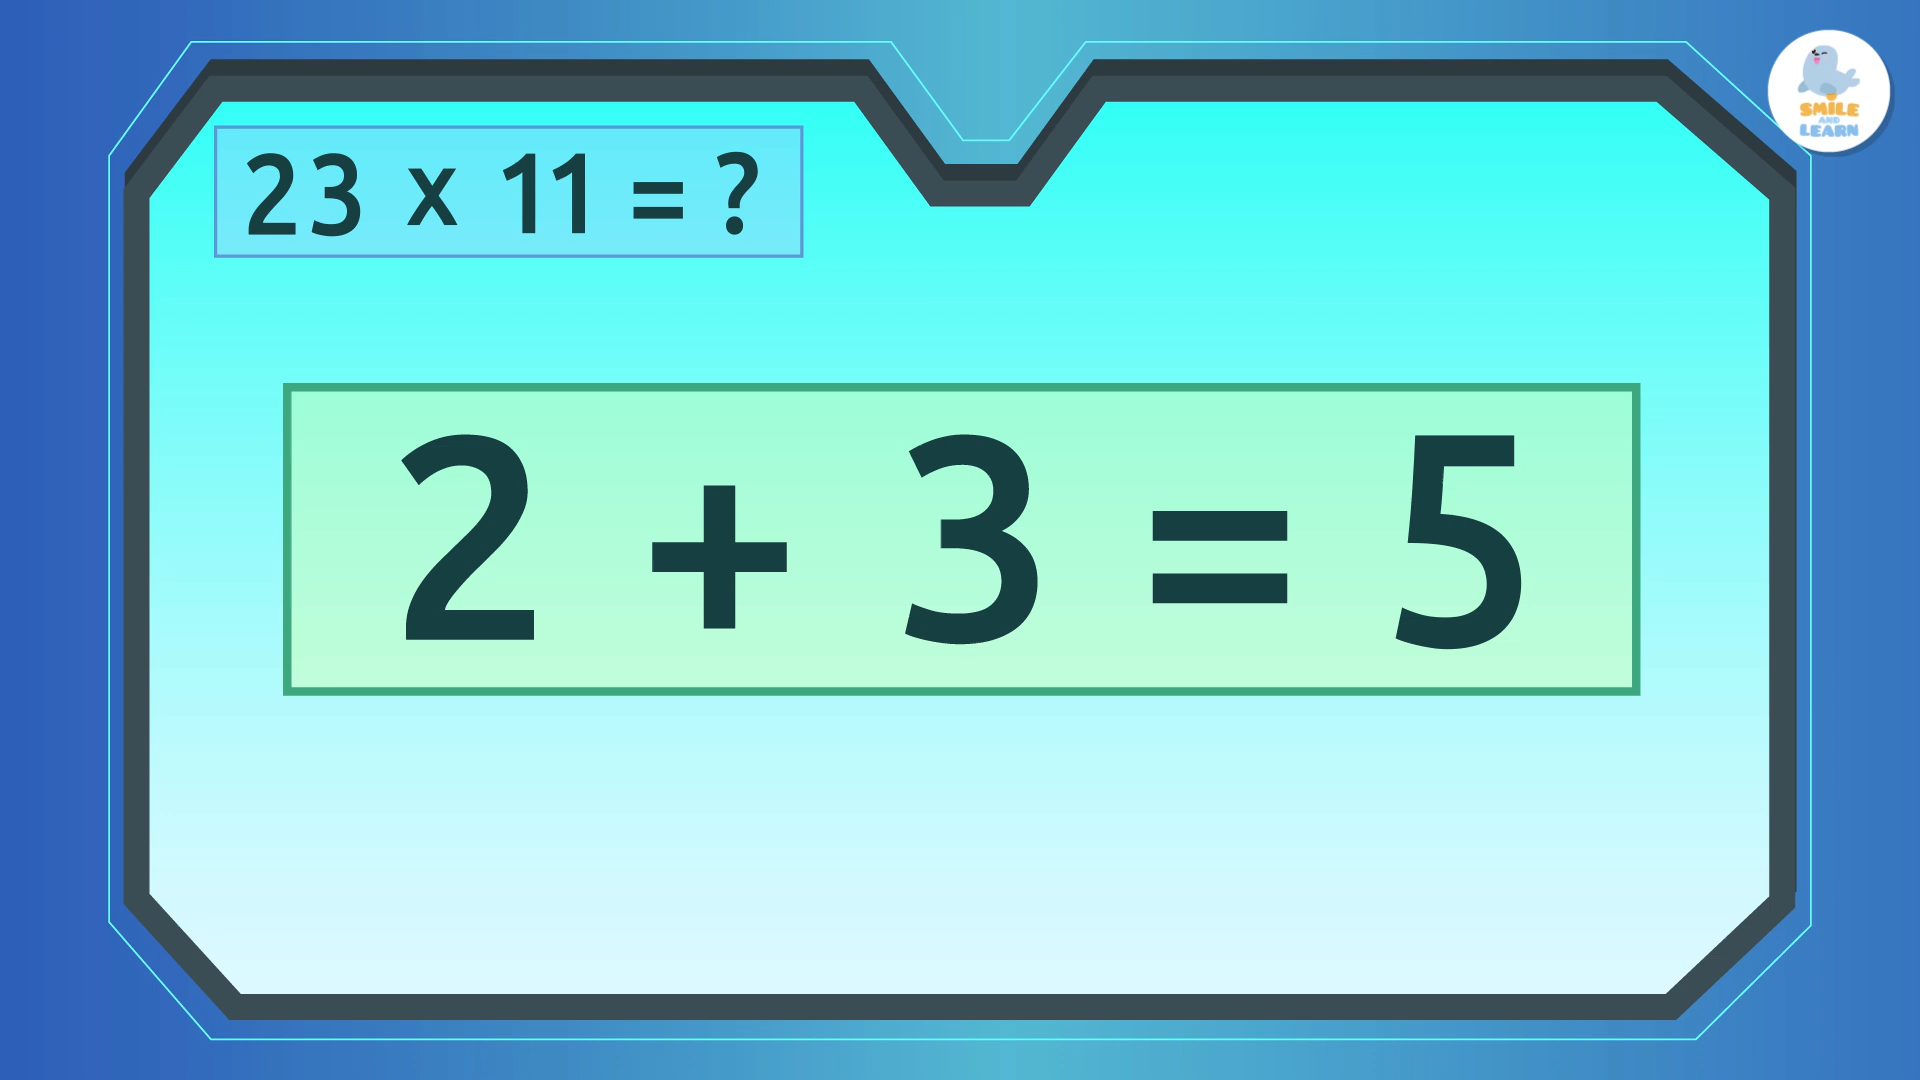 23 x 11 = ?
SMILE
AND
LEARN
2 + 3 = 5